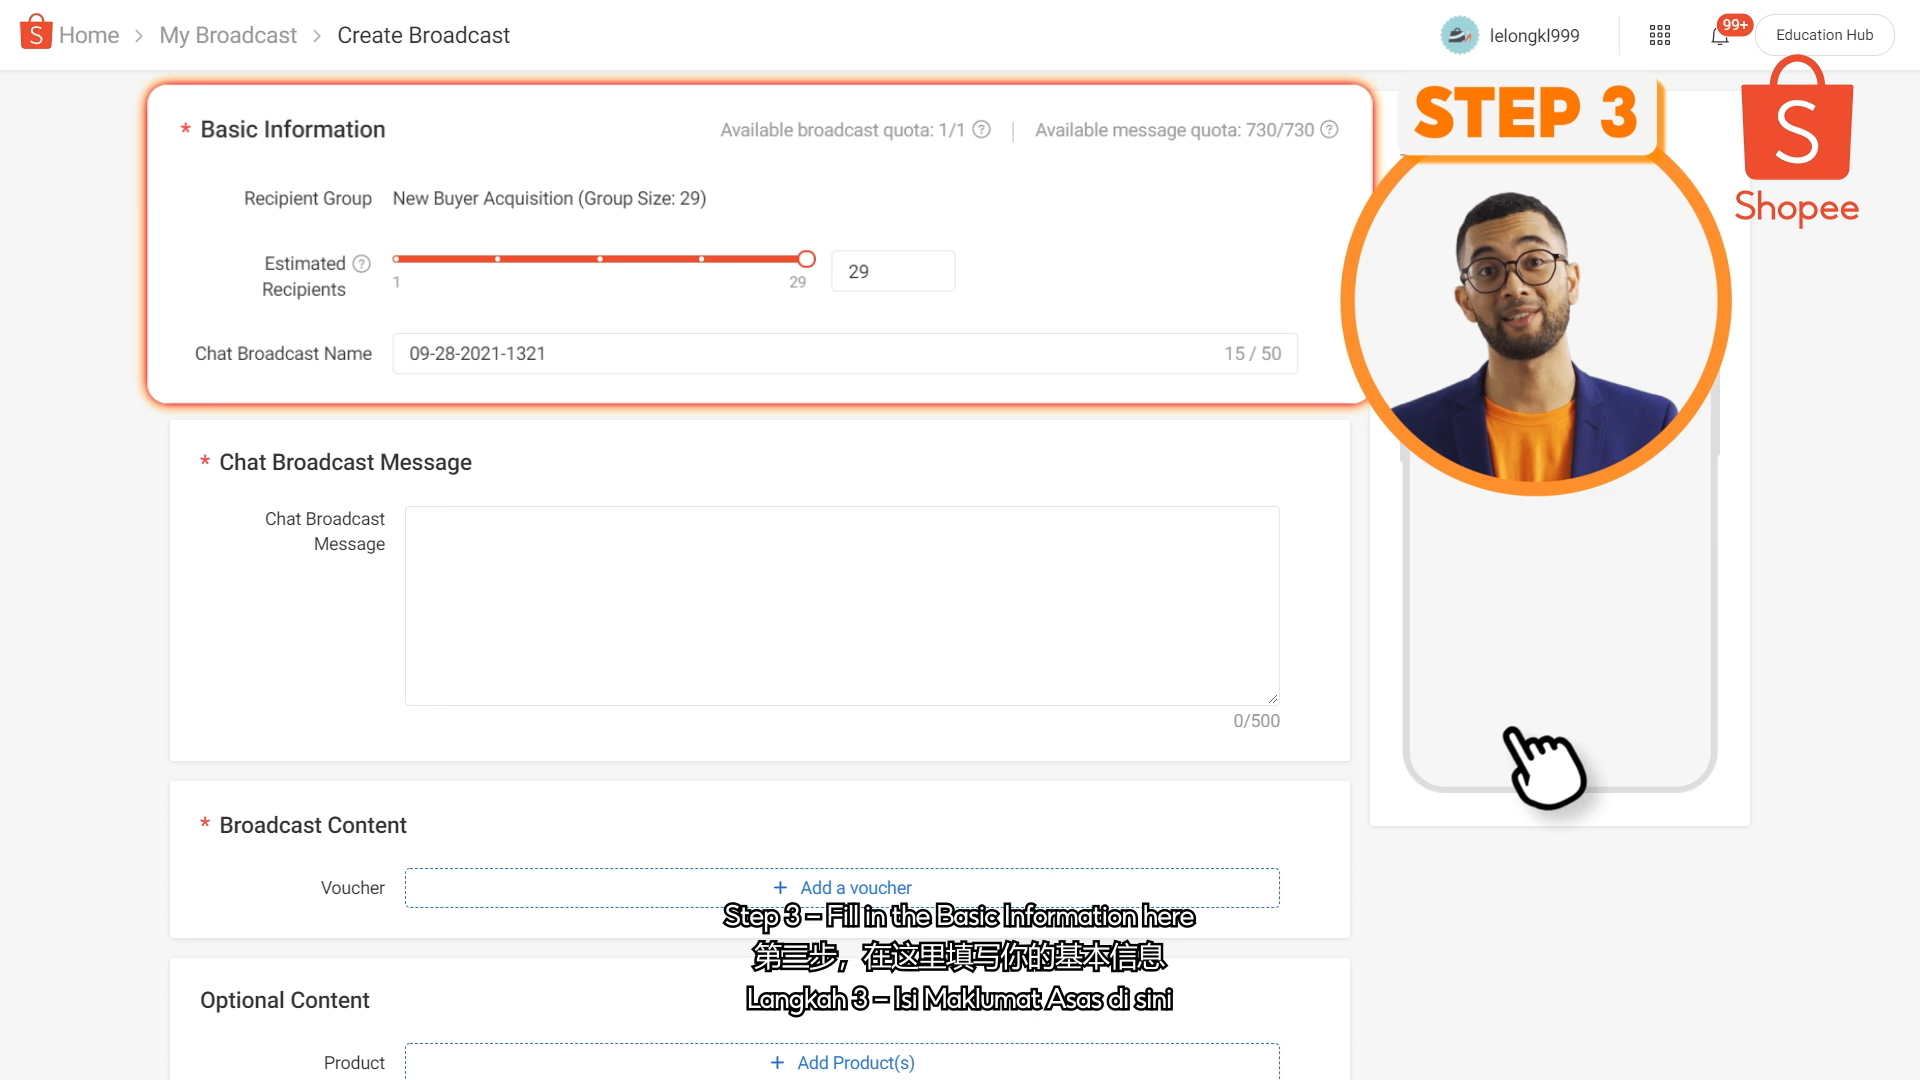 S Home > My Broadcast > Create Broadcast
lelongkl999
99+
Education Hub
STEP 3
S
Shopee
* Basic Information
Available broadcast quota: 1/1 ? | Available message quota: 730/730 ?
Recipient Group New Buyer Acquisition (Group Size: 29)
Estimated ?
Recipients
1
29
29
Chat Broadcast Name 09-28-2021-1321 15 / 50
* Chat Broadcast Message
Chat Broadcast
Message
0/500
* Broadcast Content
Voucher + Add a voucher
Step 3 – Fill in the Basic Information here
第三步，在这里填写你的基本信息
Langkah 3 – Isi Maklumat Asas di sini
Optional Content
Product + Add Product(s)